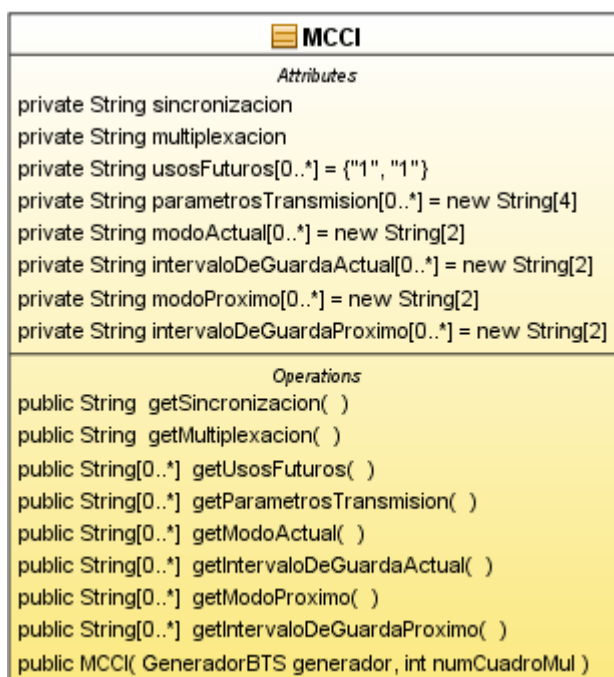 MCCI
Attributes
private String sincronizacion
private String multiplexacion
private String usosFuturos[0..*] = {"1", "1"}
private String parametrosTransmision[0..*] = new String[4]
private String modoActual[0..*] = new String[2]
private String intervaloDeGuardaActual[0..*] = new String[2]
private String modoProximo[0..*] = new String[2]
private String intervaloDeGuardaProximo[0..*] = new String[2]
Operations
public String  getSincronizacion(  )
public String  getMultiplexacion(  )
public String[0..*]  getUsosFuturos(  )
public String[0..*]  getParametrosTransmision(  )
public String[0..*]  getModoActual(  )
public String[0..*]  getIntervaloDeGuardaActual(  )
public String[0..*]  getModoProximo(  )
public String[0..*]  getIntervaloDeGuardaProximo(  )
public MCCI( GeneradorBTS generador, int numCuadroMul )